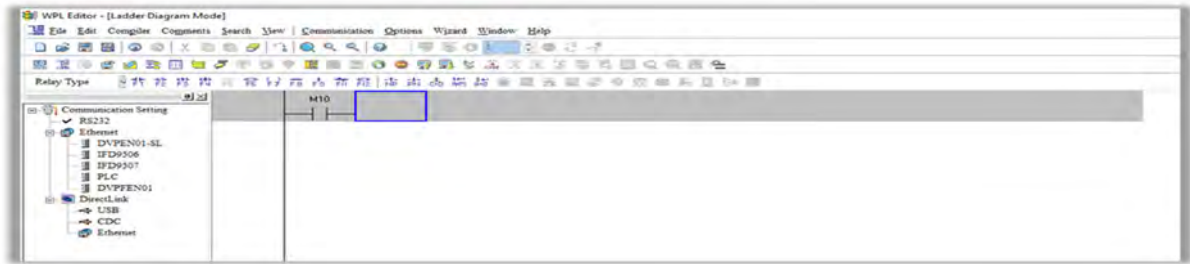 WPL Editor - [Ladder Diagram Mode]
File Edit Compiler Comments Search View Communication Options Wizard Window Help
Relay Type
M10
Communication Setting
RS232
Ethernet
DVPEN01-SL
IFD9506
IFD9507
PLC
DVPFEN01
DirectLink
USB
CDC
Ethernet